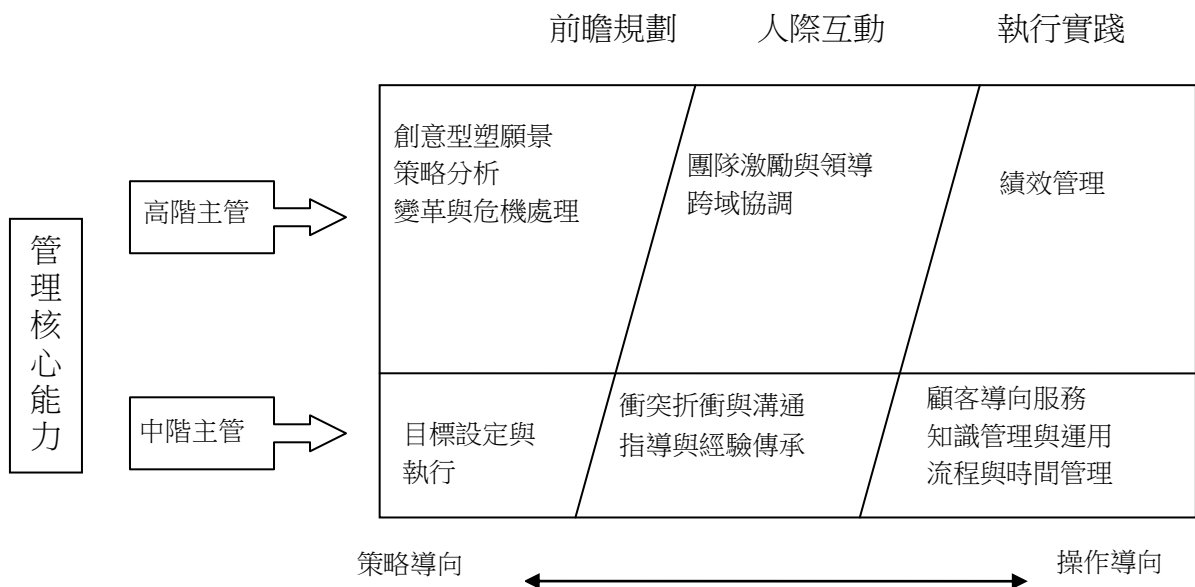 前瞻規劃 人際互動 執行實踐
管理核心能力
高階主管
創意型塑願景
策略分析
變革與危機處理
團隊激勵與領導
跨域協調
績效管理
中階主管
目標設定與
執行
衝突折衝與溝通
指導與經驗傳承
顧客導向服務
知識管理與運用
流程與時間管理
策略導向 操作導向